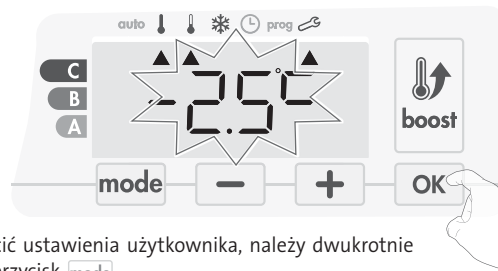 auto prog
C
B
A
-2.5°C
boost
mode − + OK
ić ustawienia użytkownika, należy dwukrotnie
rzycisk mode